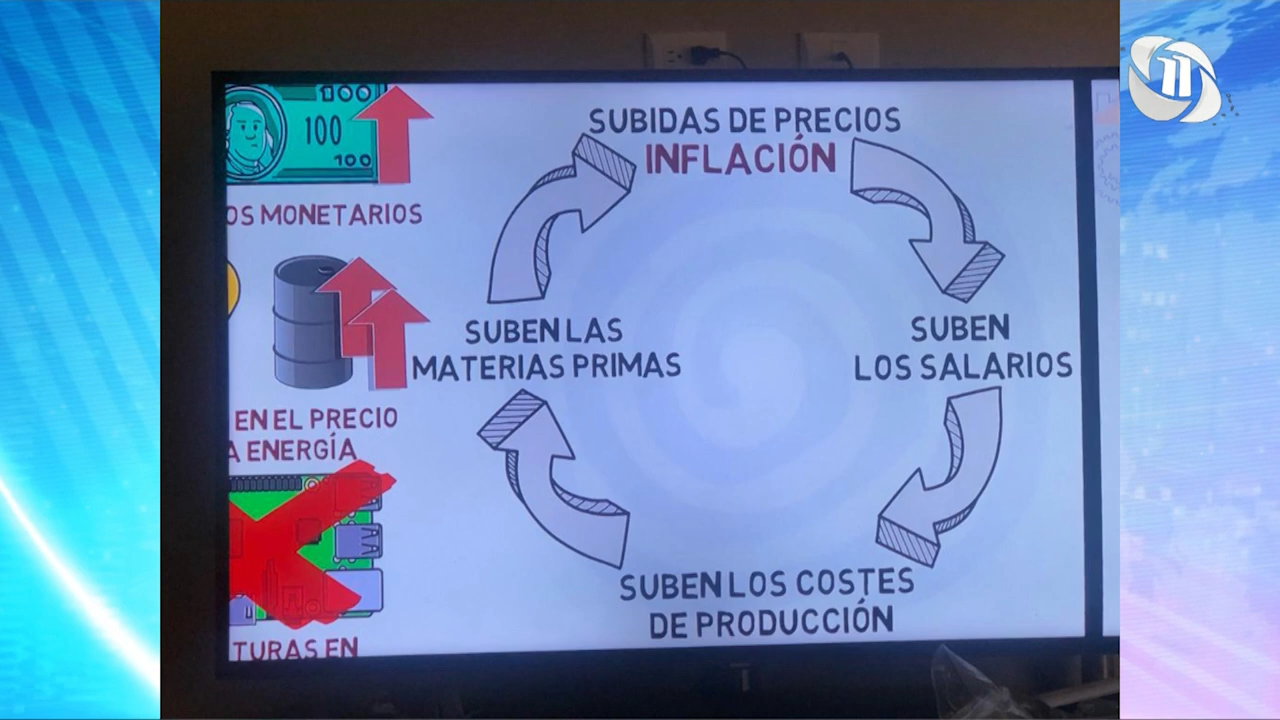 100
100
100
OS MONETARIOS
EN EL PRECIO
A ENERGÍA
TURAS EN
SUBIDAS DE PRECIOS
INFLACIÓN
SUBEN
LOS SALARIOS
SUBEN LOS COSTES
DE PRODUCCIÓN
SUBEN LAS
MATERIAS PRIMAS
11